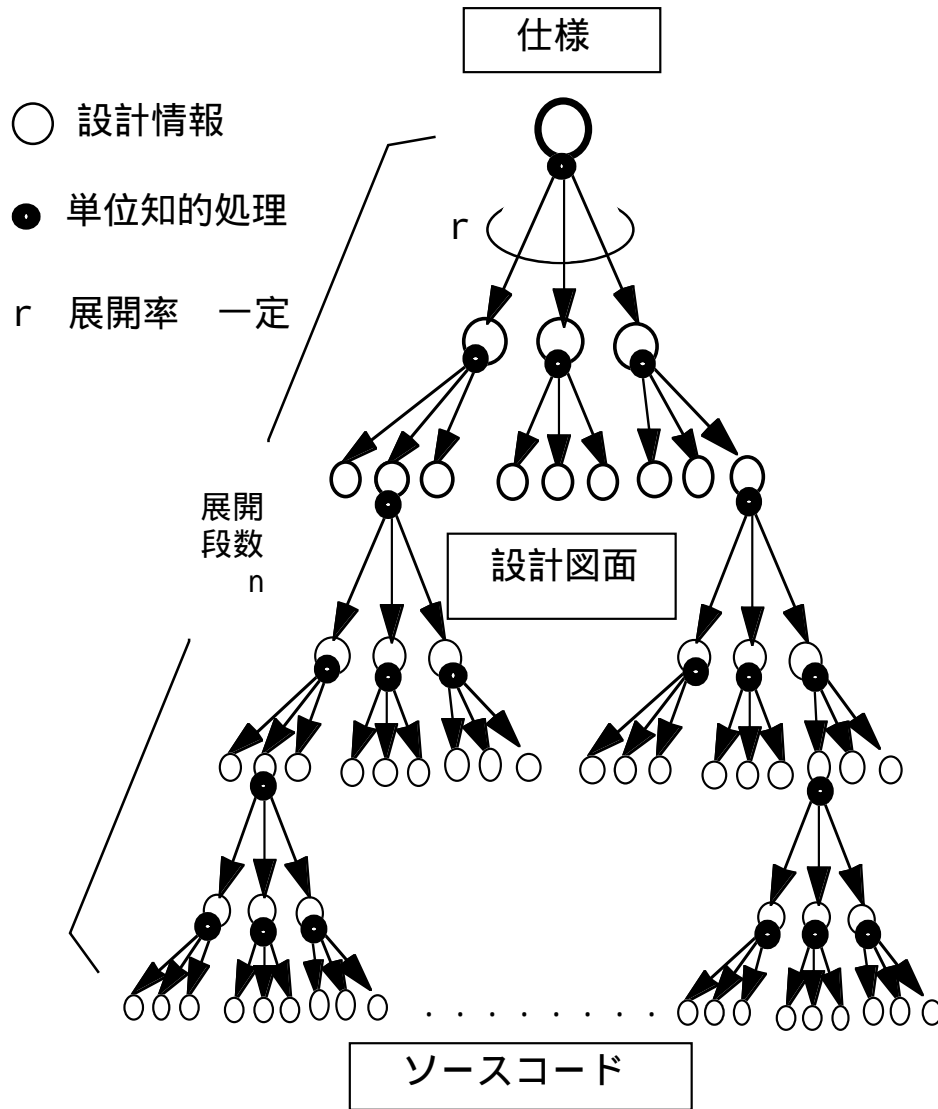 仕様
設計情報
単位知的処理
r
r 展開率 一定
展開
段数
n
設計図面
. . . . . . . . .
ソースコード